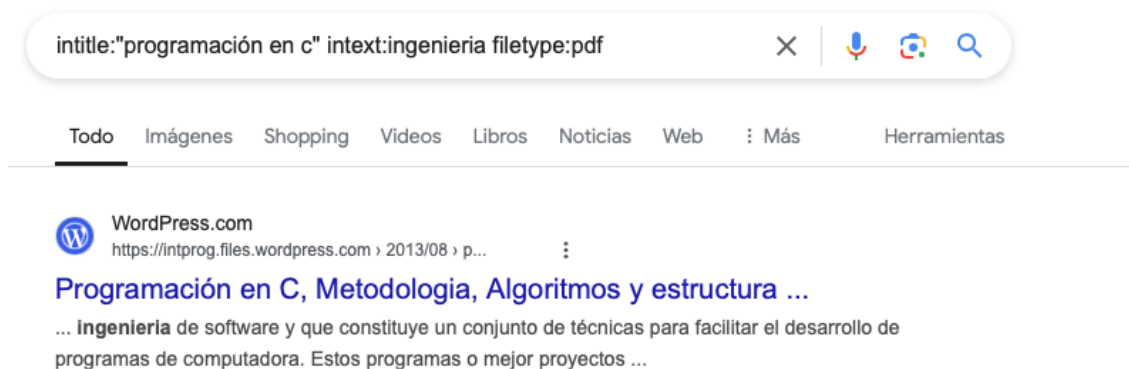 intitle:"programación en c" intext:ingenieria filetype:pdf
Todo Imágenes Shopping Videos Libros Noticias Web Más Herramientas
WordPress.com
https://intprog.files.wordpress.com › 2013/08 › p...
Programación en C, Metodologia, Algoritmos y estructura ...
... ingenieria de software y que constituye un conjunto de técnicas para facilitar el desarrollo de
programas de computadora. Estos programas o mejor proyectos ...